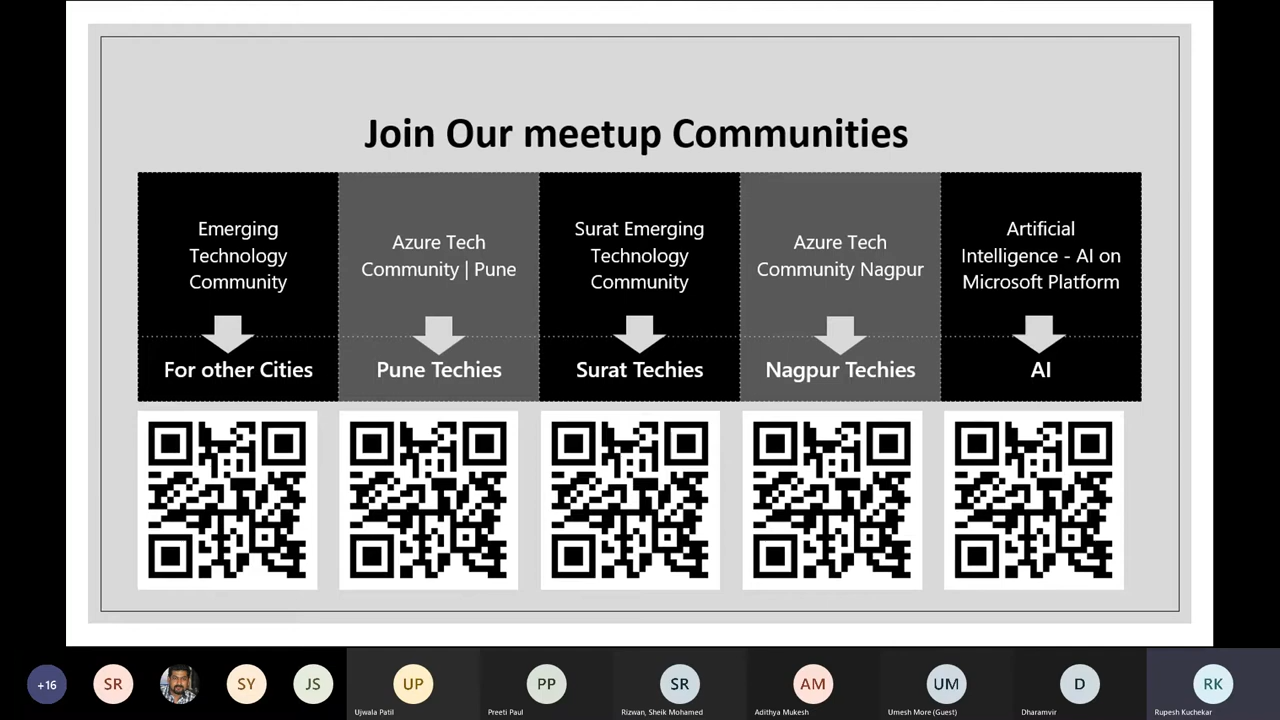 Join Our meetup Communities
Emerging
Technology
Community
Azure Tech
Community | Pune
Surat Emerging
Technology
Community
Azure Tech
Community Nagpur
Artificial
Intelligence - AI on
Microsoft Platform
For other Cities
Pune Techies
Surat Techies
Nagpur Techies
AI
+16
SR
SY
JS
UP
Ujwala Patil
PP
Preeti Paul
SR
Rizwan, Sheik Mohamed
AM
Adithya Mukesh
UM
Umesh More (Guest)
D
Dharamvir
RK
Rupesh Kuchekar